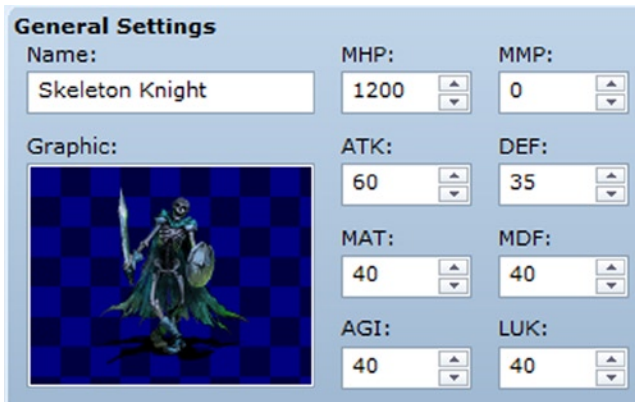 General Settings
Name: MHP: MMP:
Skeleton Knight 1200 0
Graphic: ATK: DEF:
60 35
MAT: MDF:
40 40
AGI: LUK:
40 40